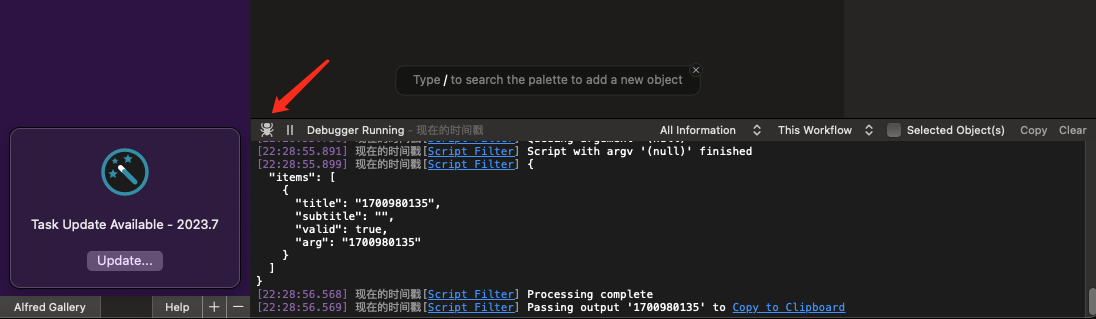 Type / to search the palette to add a new object
Debugger Running - 现在的时间戳
All Information
This Workflow
Selected Object(s)
Copy
Clear
[22:28:55.891] 现在的时间戳[Script Filter] Script with argv '(null)' finished
[22:28:55.899] 现在的时间戳[Script Filter] {
"items": [
{
"title": "1700980135",
"subtitle": "",
"valid": true,
"arg": "1700980135"
}
]
}
[22:28:56.568] 现在的时间戳[Script Filter] Processing complete
[22:28:56.569] 现在的时间戳[Script Filter] Passing output '1700980135' to Copy to Clipboard
Task Update Available - 2023.7
Update...
Alfred Gallery
Help
+
−